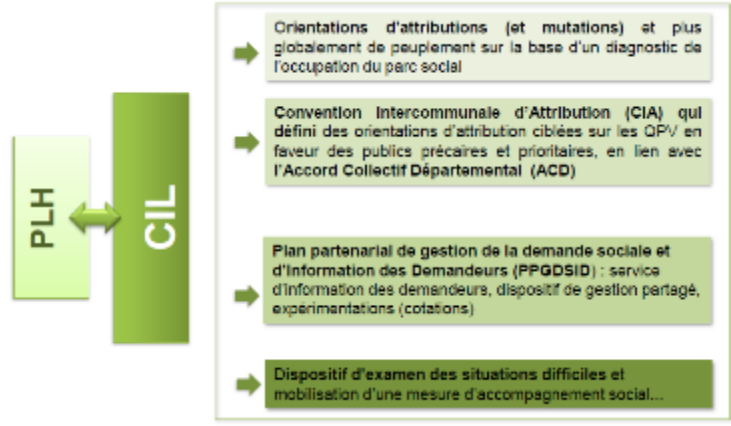 PLH
CIL
Orientations d'attributions (et mutations) et plus
globalement de peuplement sur la base d'un diagnostic de
l'occupation du parc social
Convention Intercommunale d'Attribution (CIA) qui
défini des orientations d'attribution ciblées sur les QPV en
faveur des publics précaires et prioritaires, en lien avec
l'Accord Collectif Départemental (ACD)
Plan partenarial de gestion de la demande sociale et
d'Information des Demandeurs (PPGDSID) : service
d'information des demandeurs, dispositif de gestion partagé,
expérimentations (cotations)
Dispositif d'examen des situations difficiles et
mobilisation d'une mesure d'accompagnement social...